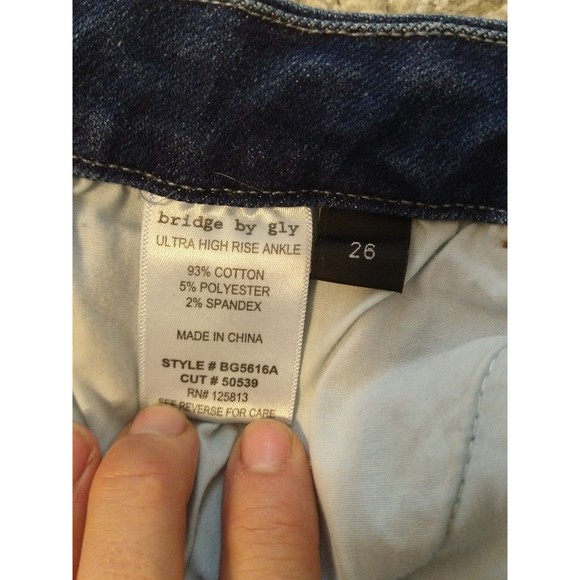 bridge by gly
ULTRA HIGH RISE ANKLE
93% COTTON
5% POLYESTER
2% SPANDEX
MADE IN CHINA
STYLE # BG5616A
CUT # 50539
RN# 125813
SEE REVERSE FOR CARE
26